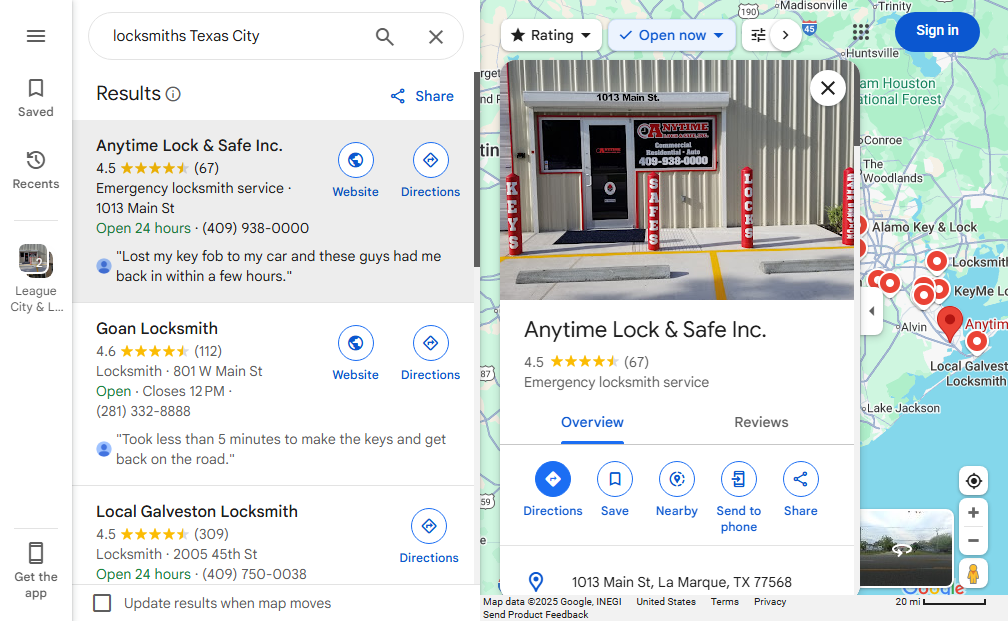 locksmiths Texas City
Saved
Recents
2
League
City & L...
Get the
app
Results
Share
Anytime Lock & Safe Inc.
4.5 (67)
Emergency locksmith service ·
1013 Main St
Open 24 hours · (409) 938-0000
"Lost my key fob to my car and these guys had me
back in within a few hours."
Website
Directions
Goan Locksmith
4.6 (112)
Locksmith · 801 W Main St
Open · Closes 12 PM ·
(281) 332-8888
"Took less than 5 minutes to make the keys and get
back on the road."
Website
Directions
Local Galveston Locksmith
4.5 (309)
Locksmith · 2005 45th St
Open 24 hours · (409) 750-0038
Directions
Update results when map moves
Rating
Open now
Sign in
1013 Main St.
ANYTIME
Commercial
Residential · Auto
409-938-0000
KEYS
SAFES
LOCKS
Anytime Lock & Safe Inc.
4.5 (67)
Emergency locksmith service
Overview
Reviews
Directions
Save
Nearby
Send to
phone
Share
1013 Main St, La Marque, TX 77568
190
Madisonville
Trinity
45
Huntsville
am Houston
ational Forest
Conroe
The
Woodlands
Alamo Key & Lock
Locksmith
KeyMe Lo
Alvin
Anytim
Local Galvest
Locksmith
Lake Jackson
87
59
Google
Map data ©2025 Google, INEGI
United States
Terms
Privacy
20 mi
Send Product Feedback